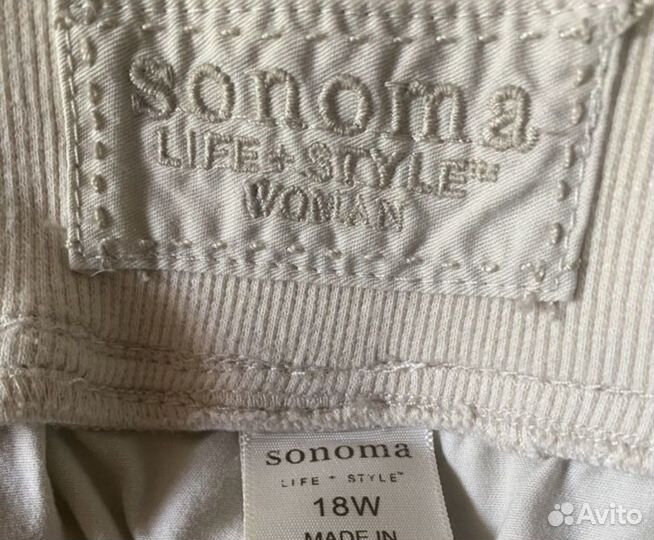 sonoma
LIFE + STYLE™
WOMAN
sonoma
LIFE + STYLE™
18W
MADE IN
Avito